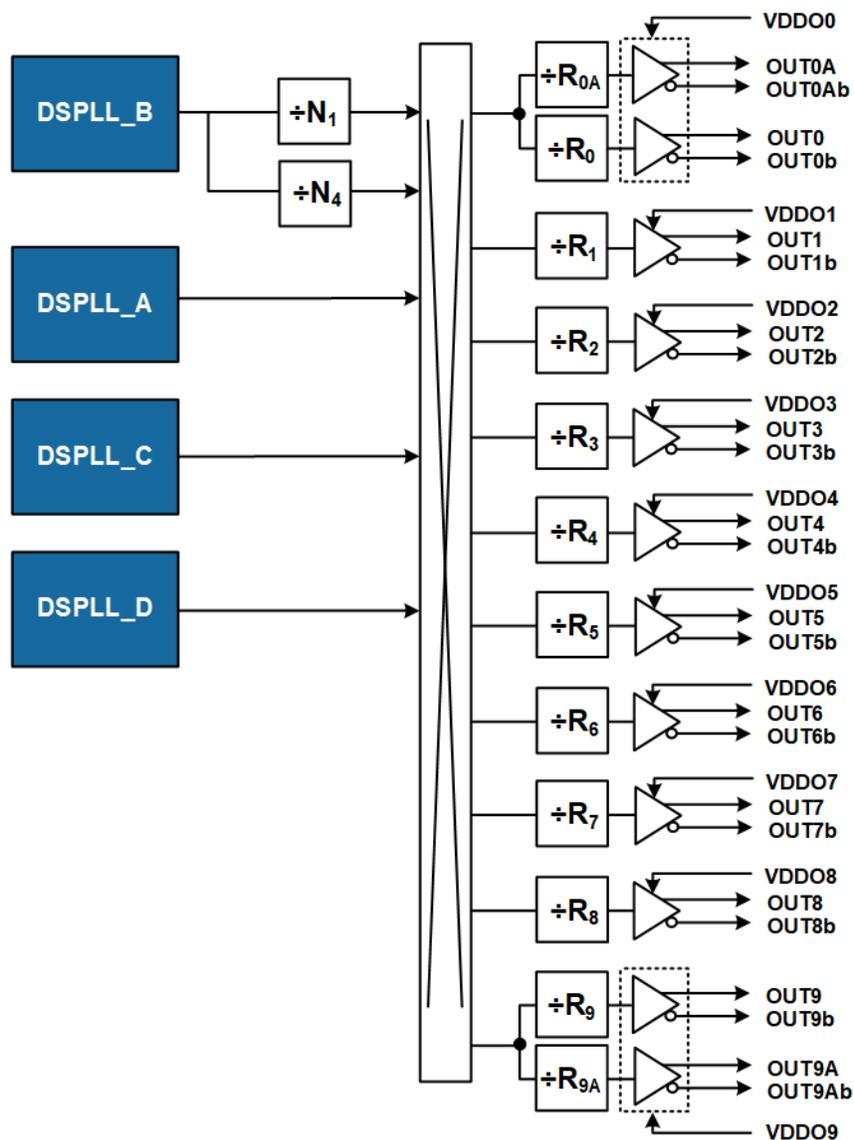 VDDO0
DSPLL_B
÷N1
÷N4
÷R0A
OUT0A
OUT0Ab
÷R0
OUT0
OUT0b
VDDO1
÷R1
OUT1
OUT1b
DSPLL_A
VDDO2
÷R2
OUT2
OUT2b
DSPLL_C
VDDO3
÷R3
OUT3
OUT3b
VDDO4
÷R4
OUT4
OUT4b
DSPLL_D
VDDO5
÷R5
OUT5
OUT5b
VDDO6
÷R6
OUT6
OUT6b
VDDO7
÷R7
OUT7
OUT7b
VDDO8
÷R8
OUT8
OUT8b
÷R9
OUT9
OUT9b
÷R9A
OUT9A
OUT9Ab
VDDO9